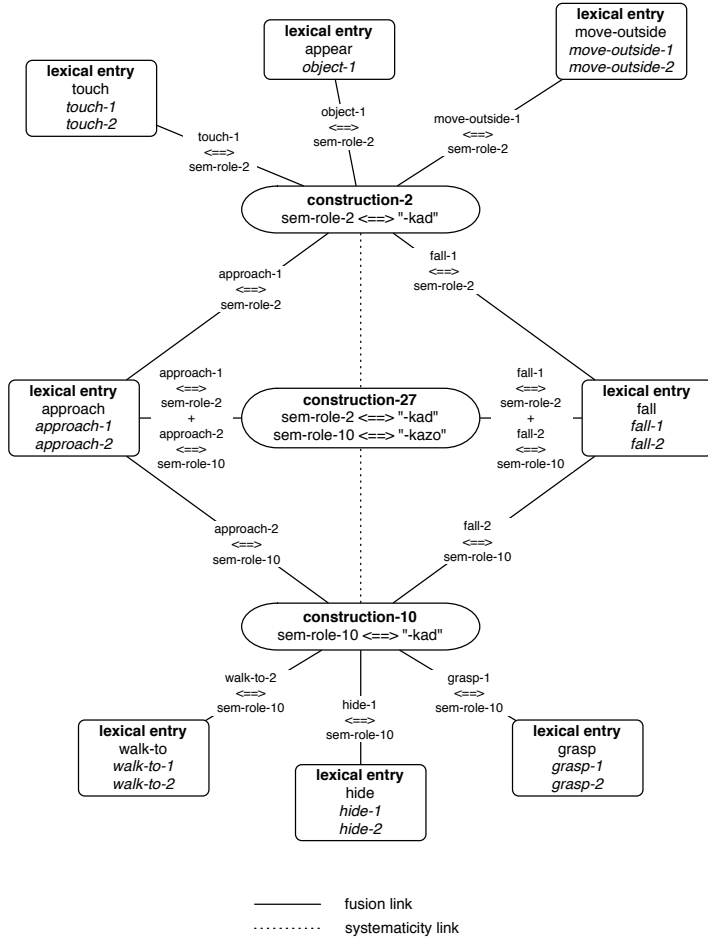 lexical entry
appear
object-1
lexical entry
move-outside
move-outside-1
move-outside-2
lexical entry
touch
touch-1
touch-2
object-1
<==>
sem-role-2
move-outside-1
<==>
sem-role-2
touch-1
<==>
sem-role-2
construction-2
sem-role-2 <==> "-kad"
approach-1
<==>
sem-role-2
fall-1
<==>
sem-role-2
lexical entry
approach
approach-1
approach-2
approach-1
<==>
sem-role-2
+
approach-2
<==>
sem-role-10
construction-27
sem-role-2 <==> "-kad"
sem-role-10 <==> "-kazo"
fall-1
<==>
sem-role-2
+
fall-2
<==>
sem-role-10
lexical entry
fall
fall-1
fall-2
approach-2
<==>
sem-role-10
fall-2
<==>
sem-role-10
construction-10
sem-role-10 <==> "-kad"
walk-to-2
<==>
sem-role-10
hide-1
<==>
sem-role-10
grasp-1
<==>
sem-role-10
lexical entry
walk-to
walk-to-1
walk-to-2
lexical entry
hide
hide-1
hide-2
lexical entry
grasp
grasp-1
grasp-2
fusion link
systematicity link